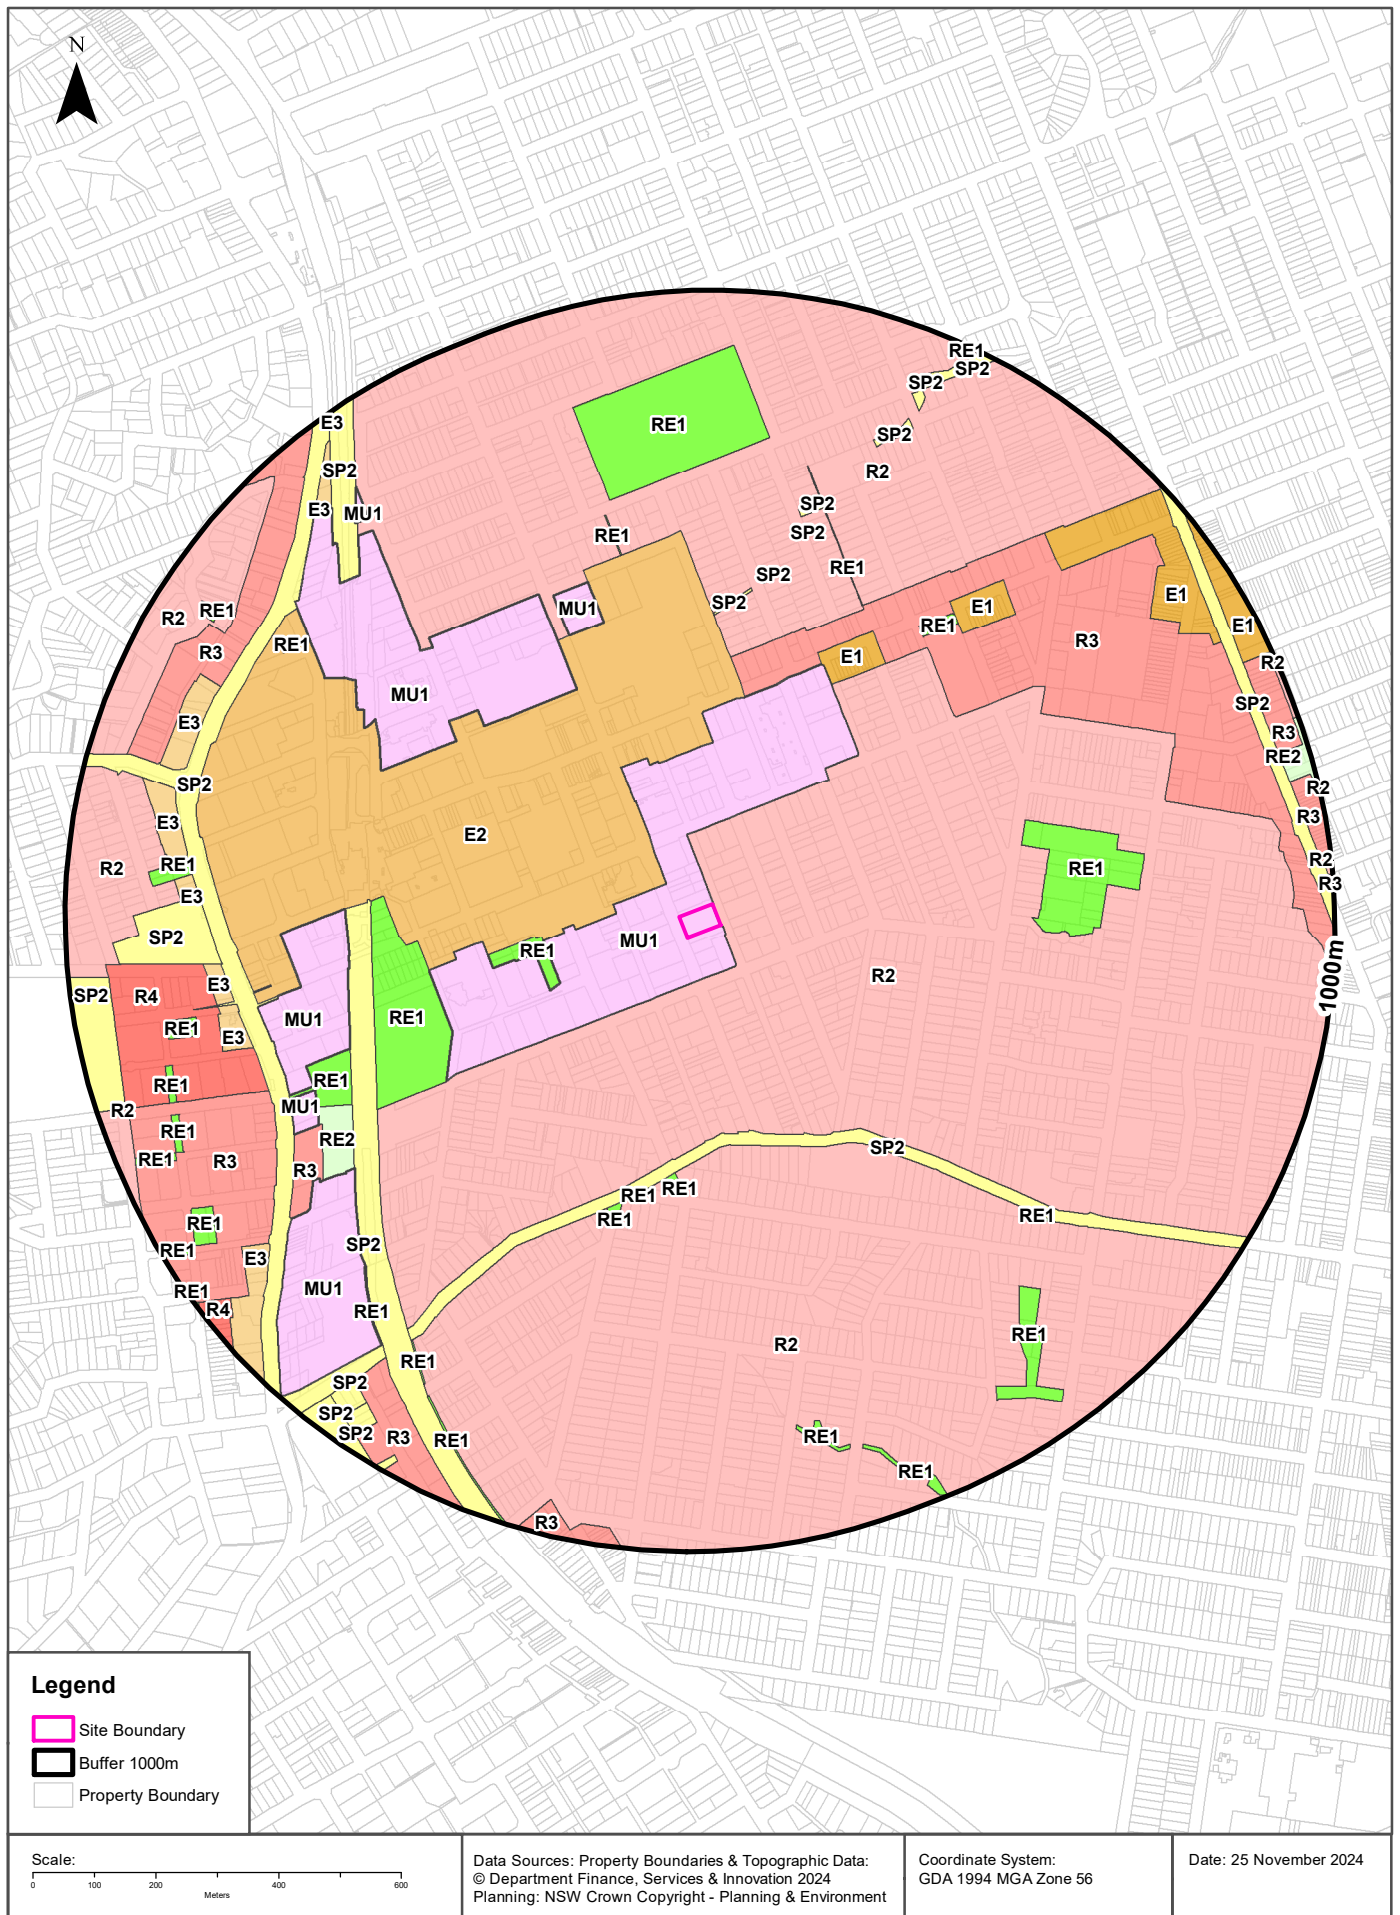 N
RE1
SP2
SP2
RE1
E3
SP2
R2
SP2
E3
MU1
SP2
SP2
RE1
RE1
SP2
SP2
MU1
E1
E1
R2
RE1
RE1
E1
RE1
R3
E1
R3
R2
MU1
SP2
E3
R3
RE2
SP2
R2
E3
E2
R3
RE1
R2
R2
RE1
R3
E3
SP2
MU1
RE1
1000m
R2
SP2
R4
E3
MU1
RE1
RE1
E3
RE1
RE1
MU1
R2
RE1
RE2
SP2
RE1
R3
R3
RE1
RE1
RE1
RE1
RE1
SP2
RE1
E3
MU1
RE1
RE1
R4
RE1
R2
RE1
SP2
SP2
SP2
R3
RE1
RE1
RE1
R3
Legend
Site Boundary
Buffer 1000m
Property Boundary
Scale:
0 100 200 400 600
Meters
Data Sources: Property Boundaries & Topographic Data:
© Department Finance, Services & Innovation 2024
Planning: NSW Crown Copyright - Planning & Environment
Coordinate System:
GDA 1994 MGA Zone 56
Date: 25 November 2024